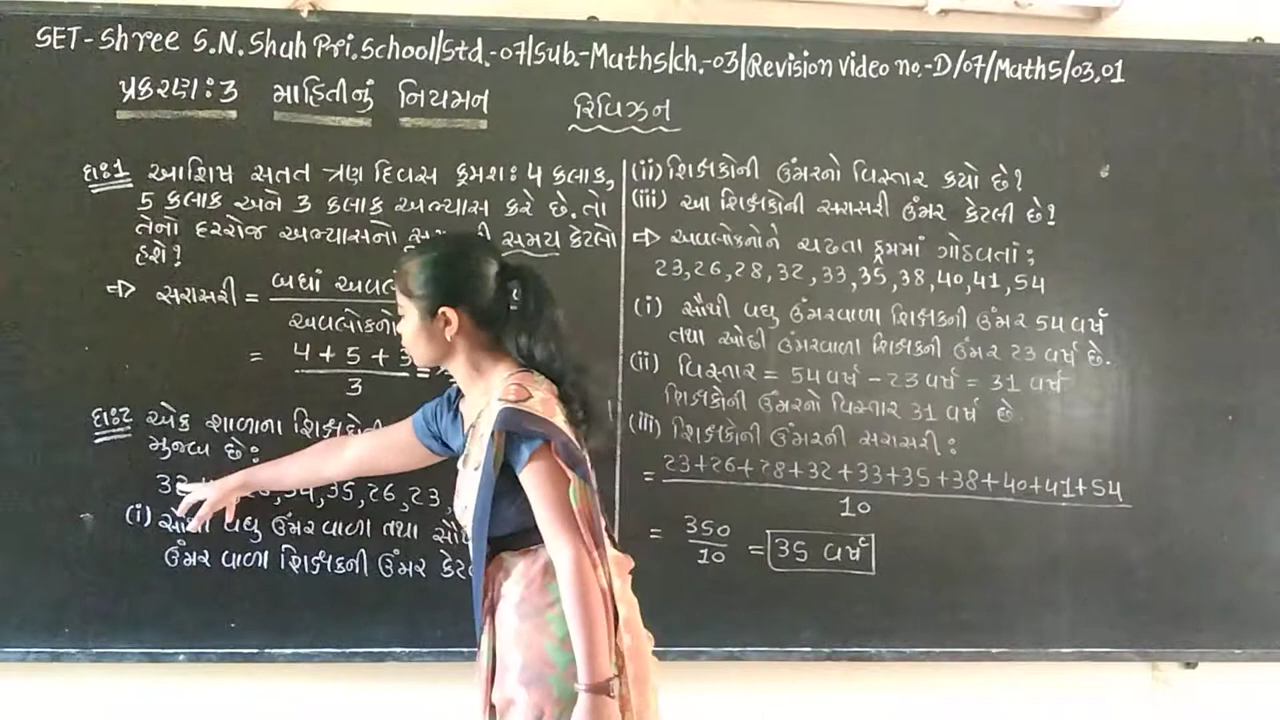 SET-Shree S.N.Shah Pri.School/Std.-07/Sub.-Maths/ch.-03/Revision video no.-D/07/Maths/03.01
પ્રકરણ:3 માહિતીનું નિયમન
રિવિઝન
દા:1 આશિષ સતત ત્રણ દિવસ ક્રમશ: 4 કલાક,
5 કલાક અને 3 કલાક અભ્યાસ કરે છે. તો
તેનો દરરોજ અભ્યાસનો સમય કેટલો
હશે?
⇨ સરાસરી = બધાં
અવલોકનો
= 4 + 5 + 3
3 =
દા:2 એક શાળાના શિક્ષકોની
મુજબ છે:
35, 26, 23,
(i) સૌથી વધુ ઉંમર વાળા તથા
ઉંમર વાળા શિક્ષકની ઉંમર
(ii) શિક્ષકોની ઉંમરનો વિસ્તાર કયો છે?
(iii) આ શિક્ષકોની સરાસરી ઉંમર કેટલી છે?
⇨ અવલોકનોને ચઢતા ક્રમમાં ગોઠવતાં;
23,26,28,32,33,35,38,40,41,54
(i) સૌથી વધુ ઉંમરવાળા શિક્ષકની ઉંમર 54 વર્ષ
તથા ઓછી ઉંમરવાળા શિક્ષકની ઉંમર 23 વર્ષ છે.
(ii) વિસ્તાર = 54 વર્ષ - 23 વર્ષ = 31 વર્ષ
શિક્ષકોની ઉંમરનો વિસ્તાર 31 વર્ષ છે.
(iii) શિક્ષકોની ઉંમરની સરાસરી:
= 23+26+28+32+33+35+38+40+41+54
10
= 350
10 = 35 વર્ષ